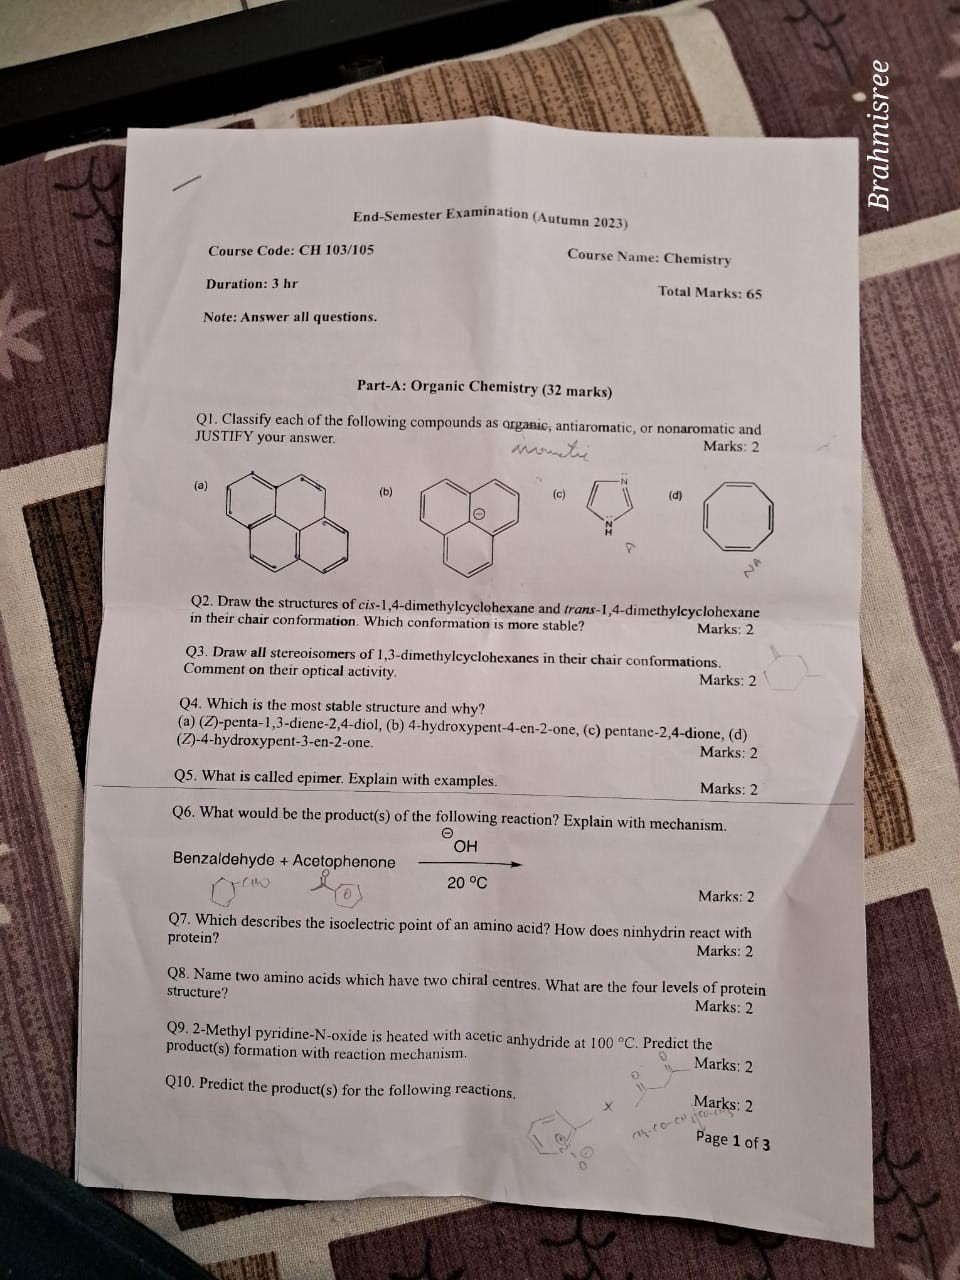 Brahmisree
End-Semester Examination (Autumn 2023)
Course Code: CH 103/105
Course Name: Chemistry
Duration: 3 hr
Total Marks: 65
Note: Answer all questions.
Part-A: Organic Chemistry (32 marks)
Q1. Classify each of the following compounds as organic, antiaromatic, or nonaromatic and
JUSTIFY your answer. Marks: 2
aromatic
(a) (b) (c) (d)
N
N
H
A
NA
Q2. Draw the structures of cis-1,4-dimethylcyclohexane and trans-1,4-dimethylcyclohexane
in their chair conformation. Which conformation is more stable? Marks: 2
Q3. Draw all stereoisomers of 1,3-dimethylcyclohexanes in their chair conformations.
Comment on their optical activity. Marks: 2
Q4. Which is the most stable structure and why?
(a) (Z)-penta-1,3-diene-2,4-diol, (b) 4-hydroxypent-4-en-2-one, (c) pentane-2,4-dione, (d)
(Z)-4-hydroxypent-3-en-2-one. Marks: 2
Q5. What is called epimer. Explain with examples. Marks: 2
Q6. What would be the product(s) of the following reaction? Explain with mechanism.
⊖
OH
Benzaldehyde + Acetophenone
20 °C
CHO
Marks: 2
Q7. Which describes the isoelectric point of an amino acid? How does ninhydrin react with
protein? Marks: 2
Q8. Name two amino acids which have two chiral centres. What are the four levels of protein
structure? Marks: 2
Q9. 2-Methyl pyridine-N-oxide is heated with acetic anhydride at 100 °C. Predict the
product(s) formation with reaction mechanism. Marks: 2
Q10. Predict the product(s) for the following reactions. Marks: 2
Page 1 of 3